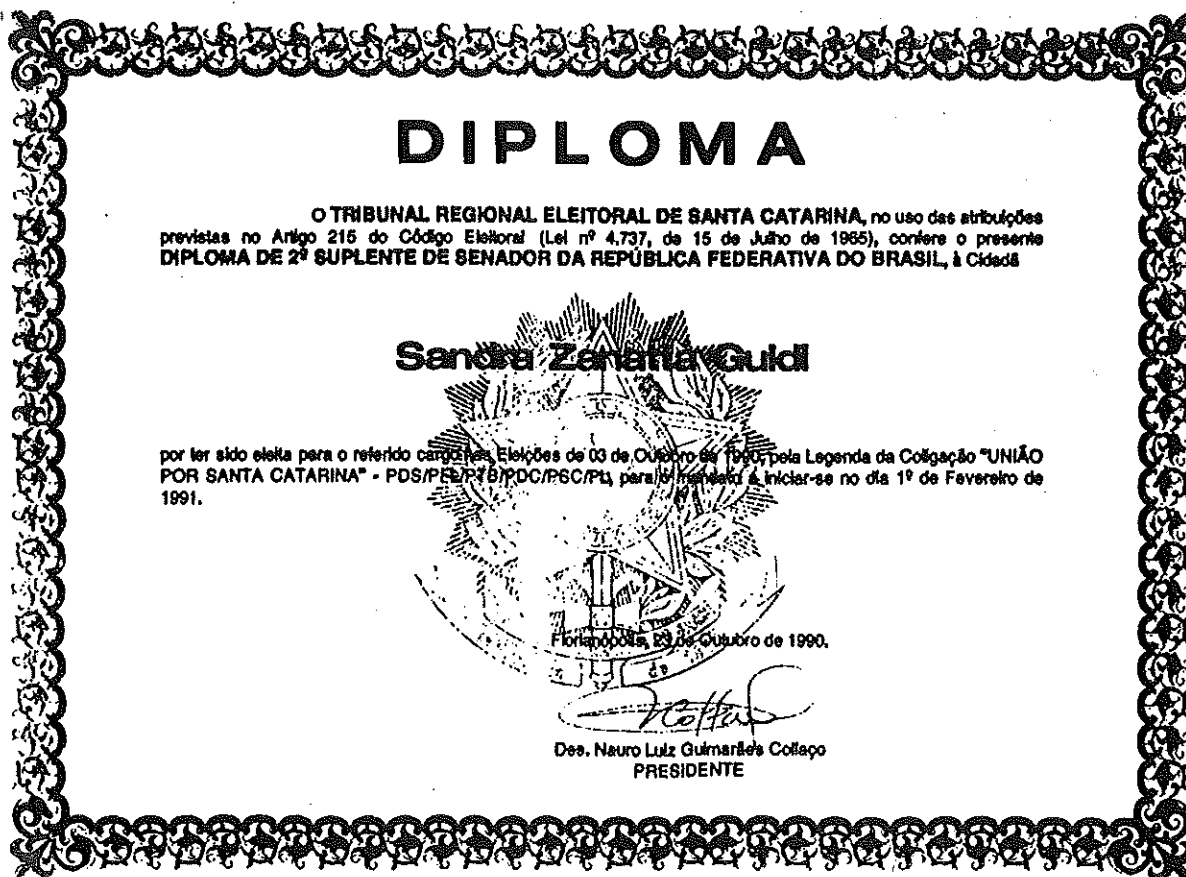 DIPLOMA
O TRIBUNAL REGIONAL ELEITORAL DE SANTA CATARINA, no uso das atribuições
previstas no Artigo 215 do Código Eleitoral (Lei nº 4.737, de 15 de Julho de 1965), confere o presente
DIPLOMA DE 2º SUPLENTE DE SENADOR DA REPÚBLICA FEDERATIVA DO BRASIL, à Cidadã
Sandra Zanatta Guidi
por ter sido eleita para o referido cargo nas Eleições de 03 de Outubro de 1990, pela Legenda da Coligação "UNIÃO
POR SANTA CATARINA" - PDS/PFL/PTB/PDC/PSC/PL, para o mandato a iniciar-se no dia 1º de Fevereiro de
1991.
Florianópolis, 23 de Outubro de 1990.
Des. Nauro Luiz Guimarães Collaço
PRESIDENTE